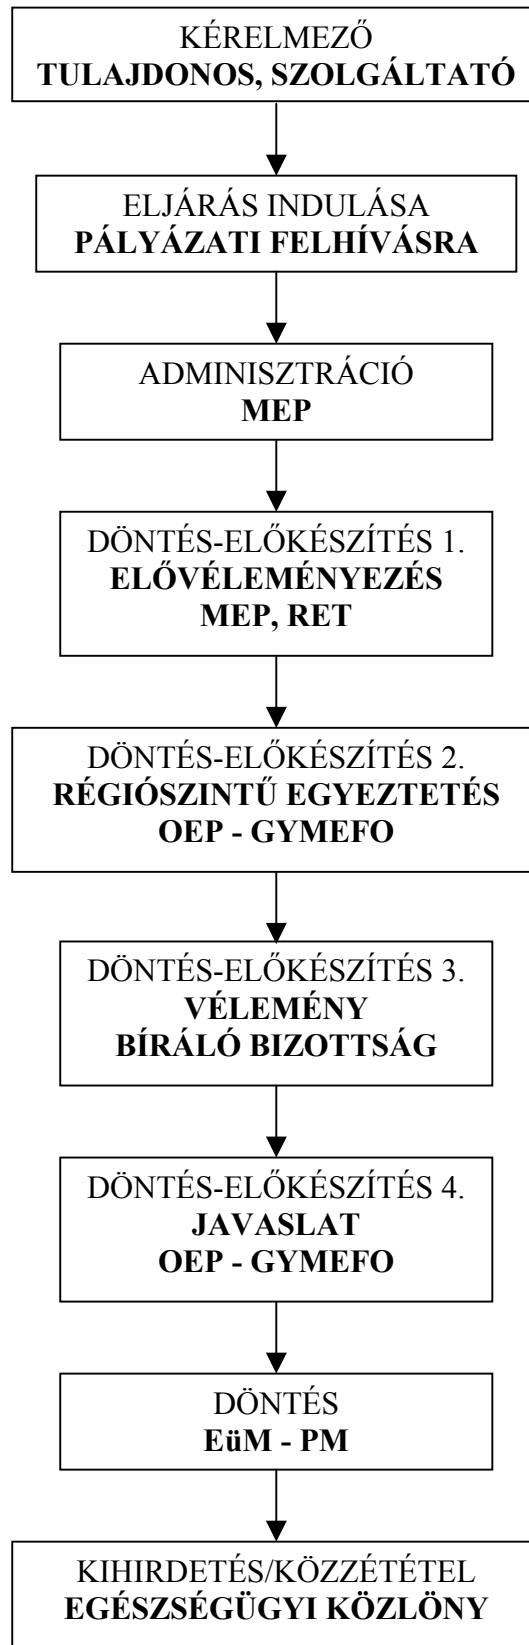 KÉRELMEZŐ
TULAJDONOS, SZOLGÁLTATÓ
ELJÁRÁS INDULÁSA
PÁLYÁZATI FELHÍVÁSRA
ADMINISZTRÁCIÓ
MEP
DÖNTÉS-ELŐKÉSZÍTÉS 1.
ELŐVÉLEMÉNYEZÉS
MEP, RET
DÖNTÉS-ELŐKÉSZÍTÉS 2.
RÉGIÓSZINTŰ EGYEZTETÉS
OEP - GYMEFO
DÖNTÉS-ELŐKÉSZÍTÉS 3.
VÉLEMÉNY
BÍRÁLÓ BIZOTTSÁG
DÖNTÉS-ELŐKÉSZÍTÉS 4.
JAVASLAT
OEP - GYMEFO
DÖNTÉS
EüM - PM
KIHIRDETÉS/KÖZZÉTÉTEL
EGÉSZSÉGÜGYI KÖZLÖNY